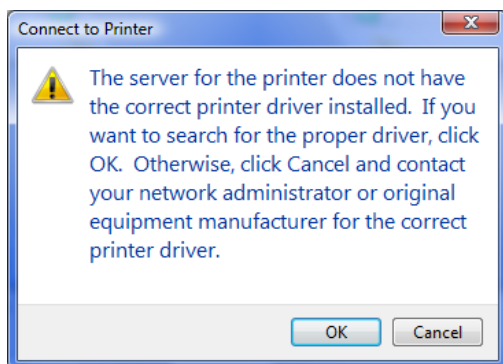 Connect to Printer
The server for the printer does not have
the correct printer driver installed.  If you
want to search for the proper driver, click
OK.  Otherwise, click Cancel and contact
your network administrator or original
equipment manufacturer for the correct
printer driver.
OK
Cancel